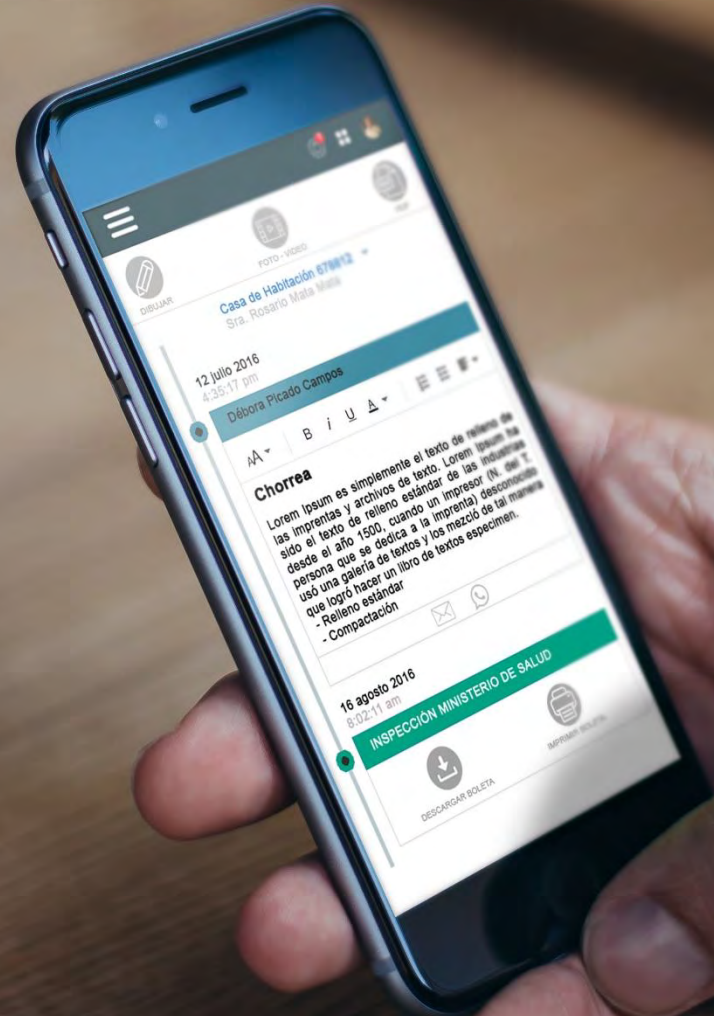 DIBUJAR
FOTO - VIDEO
PDF
Casa de Habitación 678912
Sra. Rosario Mata Mata
12 julio 2016
4:35:17 pm
Débora Picado Campos
AA B i U A
Chorrea
Lorem Ipsum es simplemente el texto de relleno de
las imprentas y archivos de texto. Lorem Ipsum ha
sido el texto de relleno estándar de las industrias
desde el año 1500, cuando un impresor (N. del T.
persona que se dedica a la imprenta) desconocido
usó una galería de textos y los mezcló de tal manera
que logró hacer un libro de textos especimen.
- Relleno estándar
- Compactación
16 agosto 2016
8:02:11 am
INSPECCIÓN MINISTERIO DE SALUD
DESCARGAR BOLETA
IMPRIMIR BOLETA